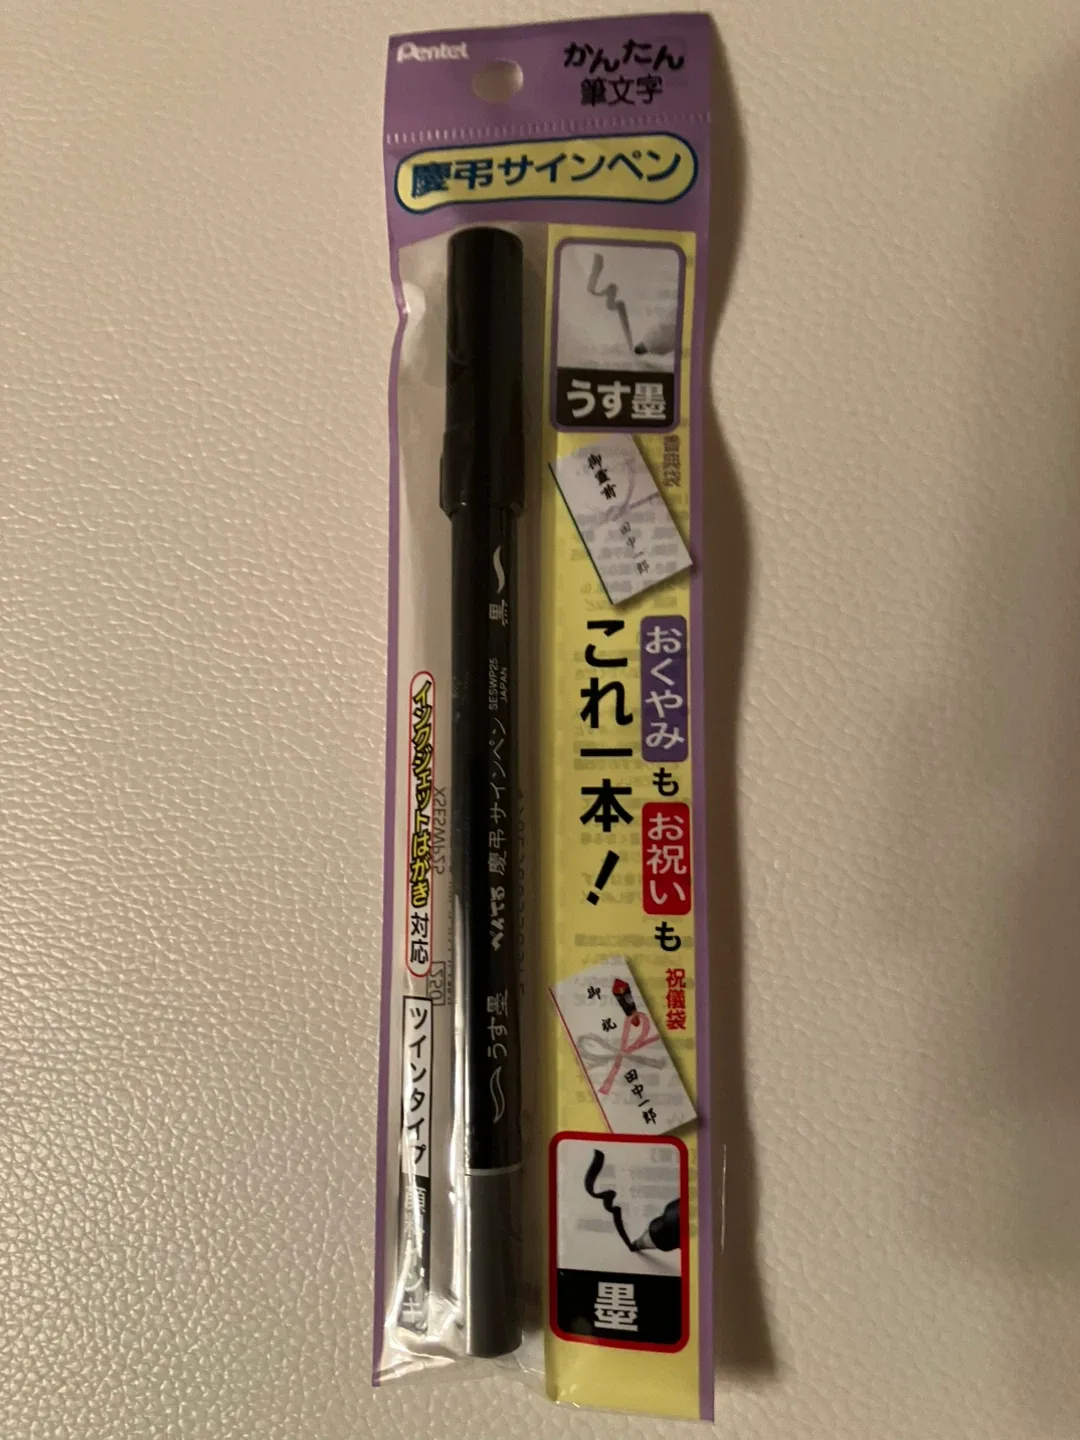 Pentel
かんたん
筆文字
慶弔サインペン
うす墨
御霊前
田中一郎
おくやみも
お祝いも
これ一本!
祝儀袋
御祝
田中一郎
墨
黒
SESWP25
JAPAN
ぺんてる 慶弔サインペン
うす墨
インクジェットはがき対応
ツインタイプ
XSESWP25